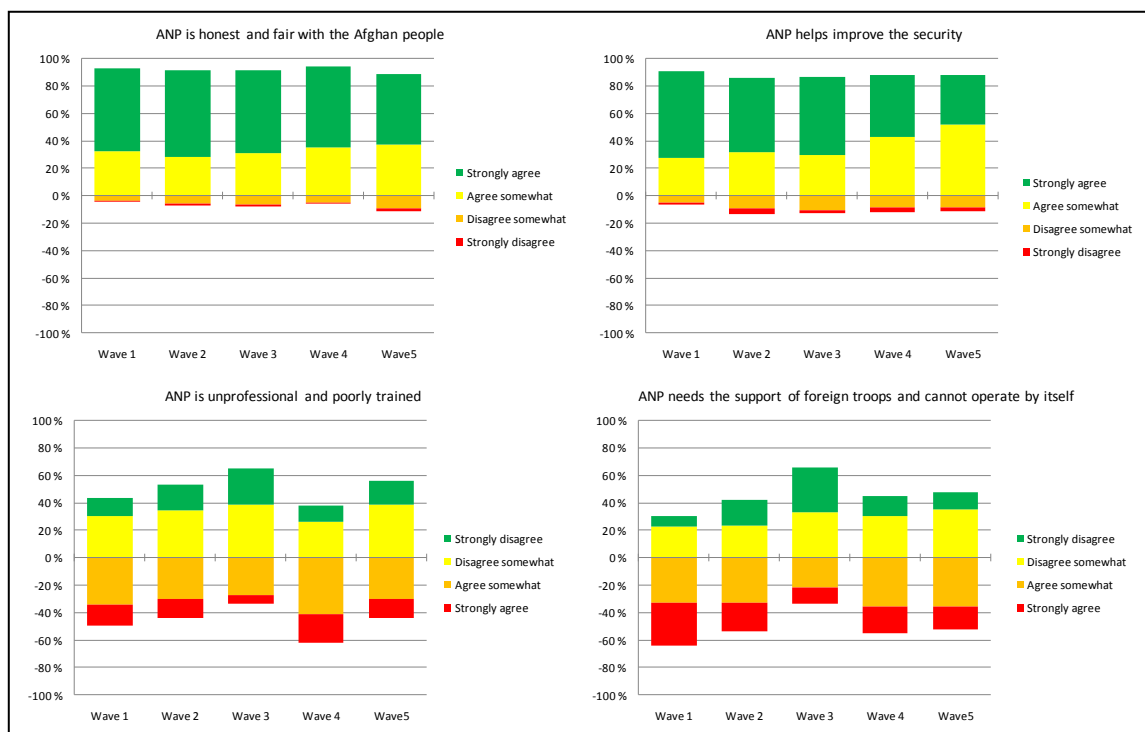 ANP is honest and fair with the Afghan people
100 %
80 %
60 %
40 %
20 %
0 %
-20 %
-40 %
-60 %
-80 %
-100 %
Wave 1 Wave 2 Wave 3 Wave 4 Wave5
Strongly agree
Agree somewhat
Disagree somewhat
Strongly disagree
ANP helps improve the security
100 %
80 %
60 %
40 %
20 %
0 %
-20 %
-40 %
-60 %
-80 %
-100 %
Wave 1 Wave 2 Wave 3 Wave 4 Wave5
Strongly agree
Agree somewhat
Disagree somewhat
Strongly disagree
ANP is unprofessional and poorly trained
100 %
80 %
60 %
40 %
20 %
0 %
-20 %
-40 %
-60 %
-80 %
-100 %
Wave 1 Wave 2 Wave 3 Wave 4 Wave5
Strongly disagree
Disagree somewhat
Agree somewhat
Strongly agree
ANP needs the support of foreign troops and cannot operate by itself
100 %
80 %
60 %
40 %
20 %
0 %
-20 %
-40 %
-60 %
-80 %
-100 %
Wave 1 Wave 2 Wave 3 Wave 4 Wave5
Strongly disagree
Disagree somewhat
Agree somewhat
Strongly agree